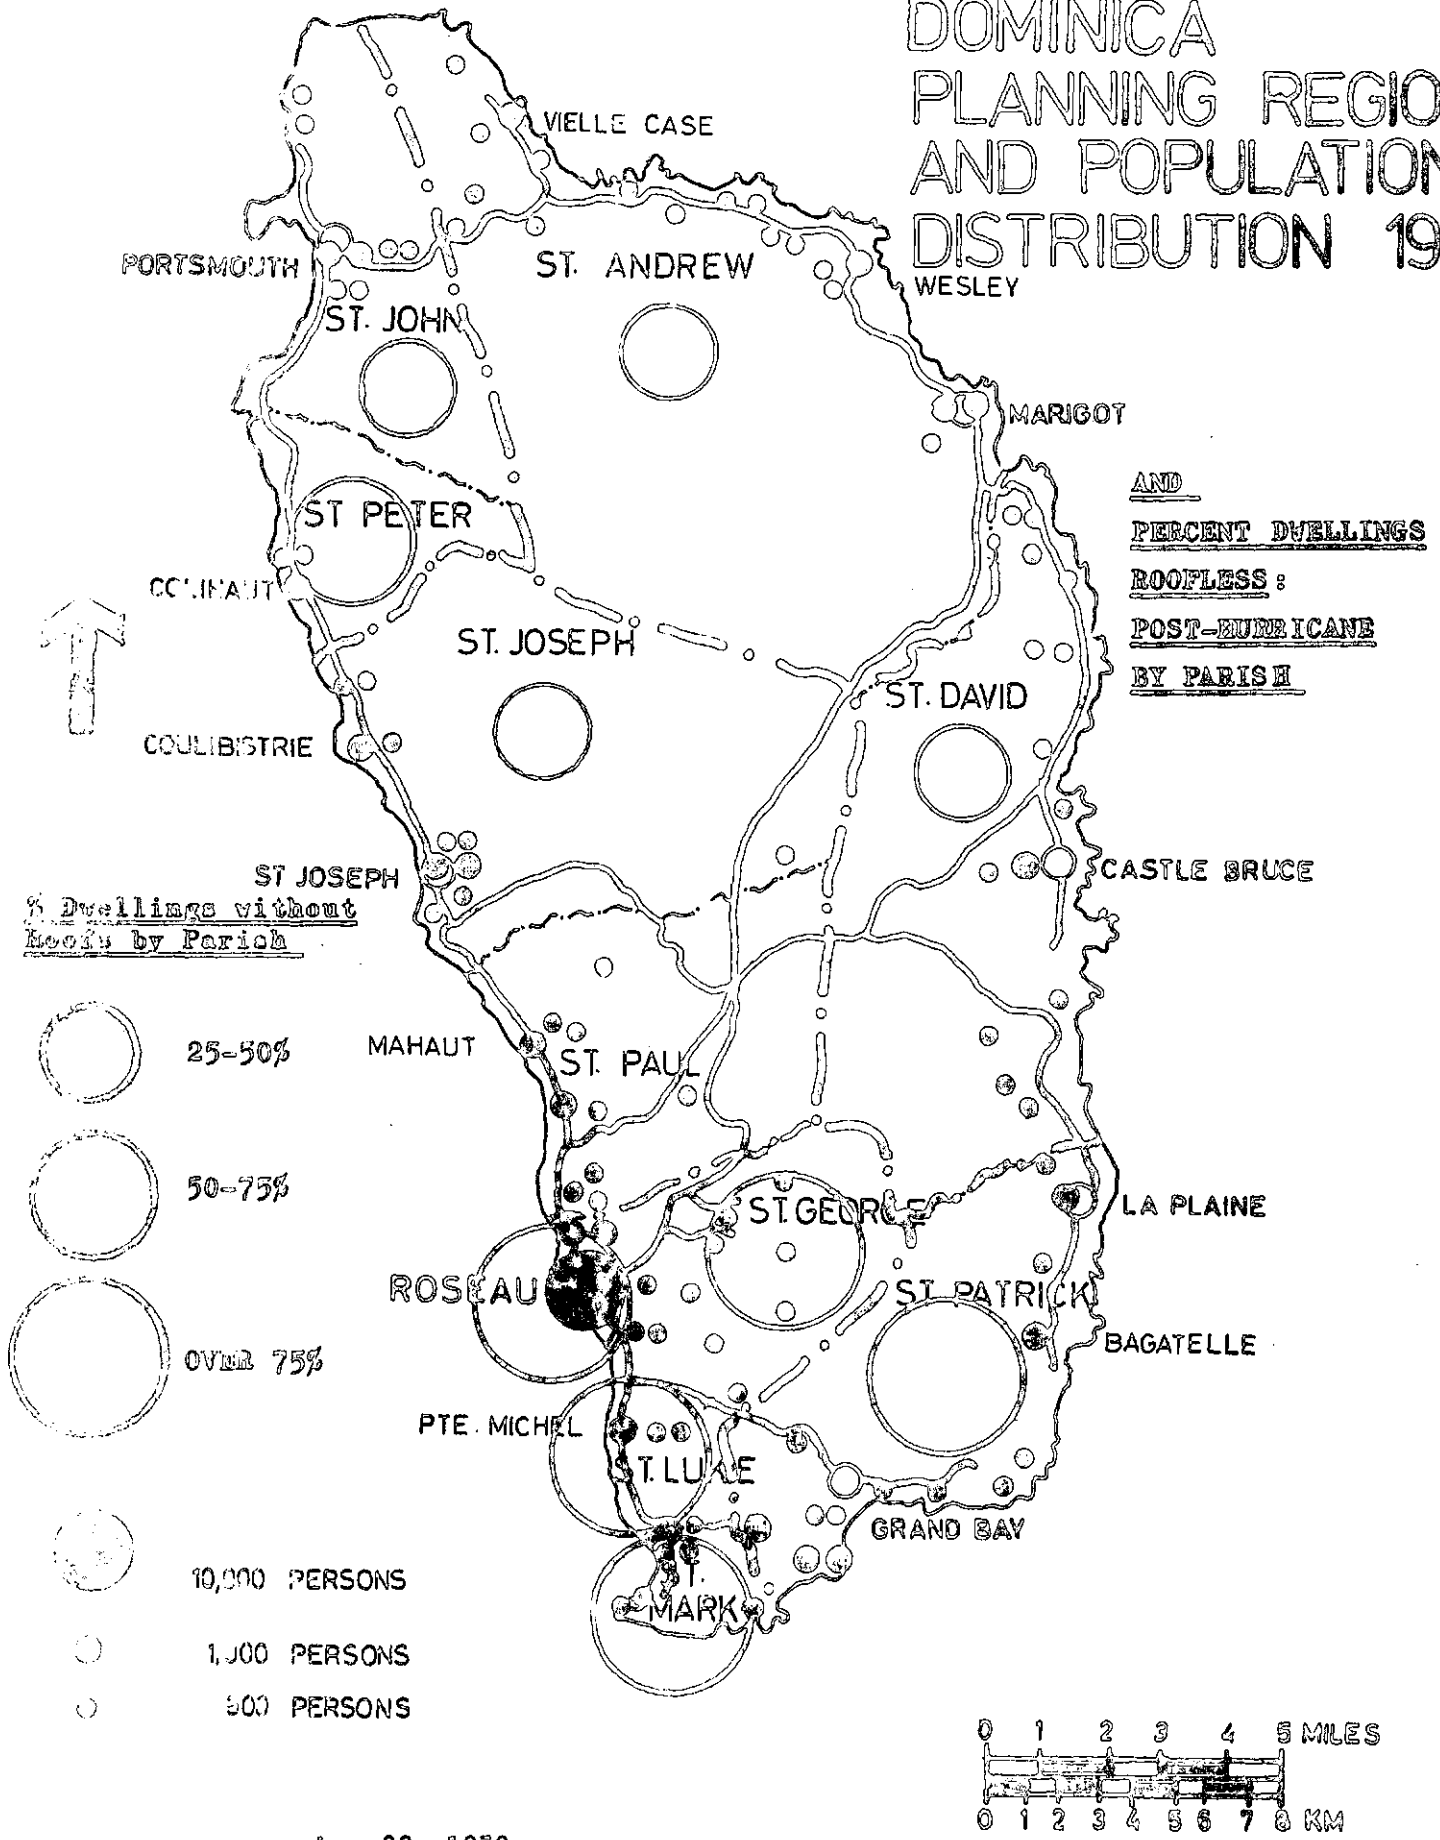 DOMINICA
PLANNING REGIO
AND POPULATION
DISTRIBUTION 19
VIELLE CASE
PORTSMOUTH
ST. ANDREW
WESLEY
ST. JOHN
MARIGOT
AND
PERCENT DWELLINGS
ROOFLESS :
POST-HURRICANE
BY PARISH
ST PETER
ST. JOSEPH
ST. DAVID
COULIBISTRIE
ST JOSEPH
CASTLE BRUCE
% Dwellings without
Roofs by Parish
25-50%
MAHAUT
ST. PAUL
50-75%
ST. GEORGE
LA PLAINE
ROSEAU
ST. PATRICK
BAGATELLE
OVER 75%
PTE. MICHEL
ST. LUKE
GRAND BAY
10,000 PERSONS
MARK
1,000 PERSONS
PERSONS
0 1 2 3 4 5 MILES
0 1 2 3 4 5 6 7 8 KM